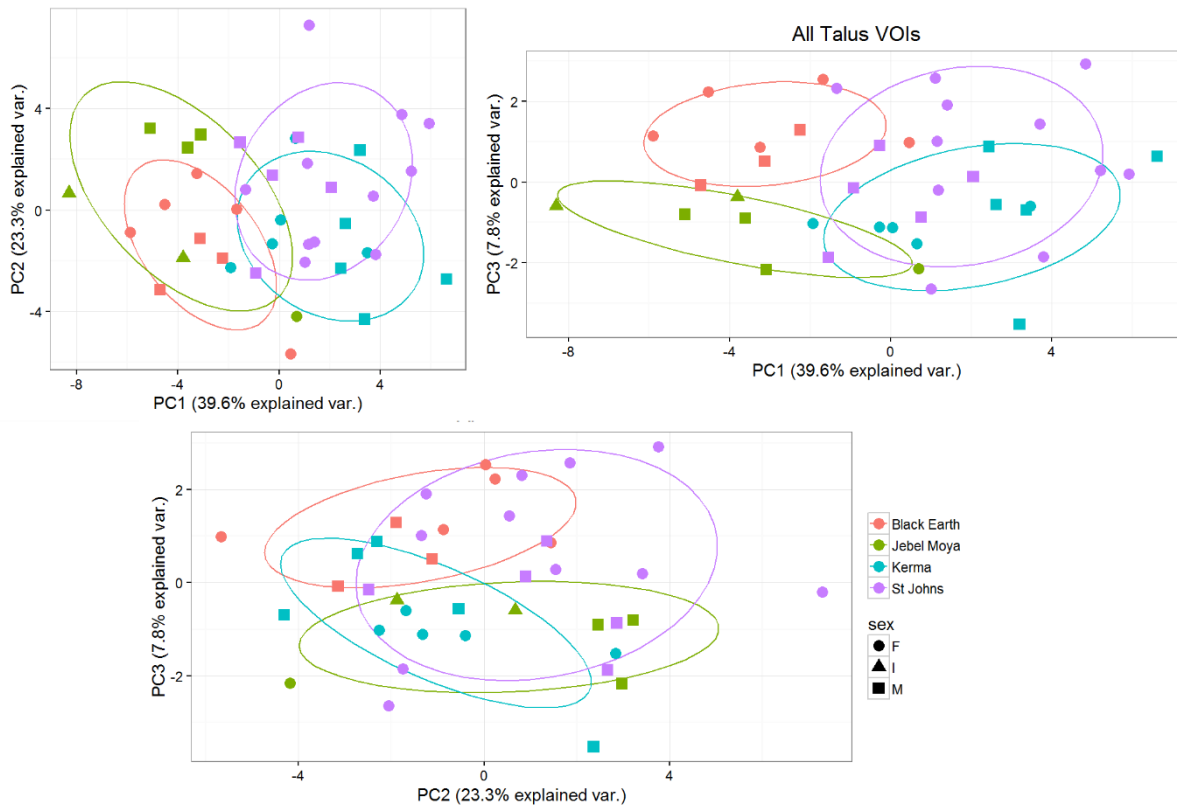 4
0
-4
PC2 (23.3% explained var.)
-8
-4
0
4
PC1 (39.6% explained var.)
All Talus VOIs
2
0
-2
PC3 (7.8% explained var.)
-8
-4
0
4
PC1 (39.6% explained var.)
2
0
-2
PC3 (7.8% explained var.)
-4
0
4
PC2 (23.3% explained var.)
Black Earth
Jebel Moya
Kerma
St Johns
sex
F
I
M